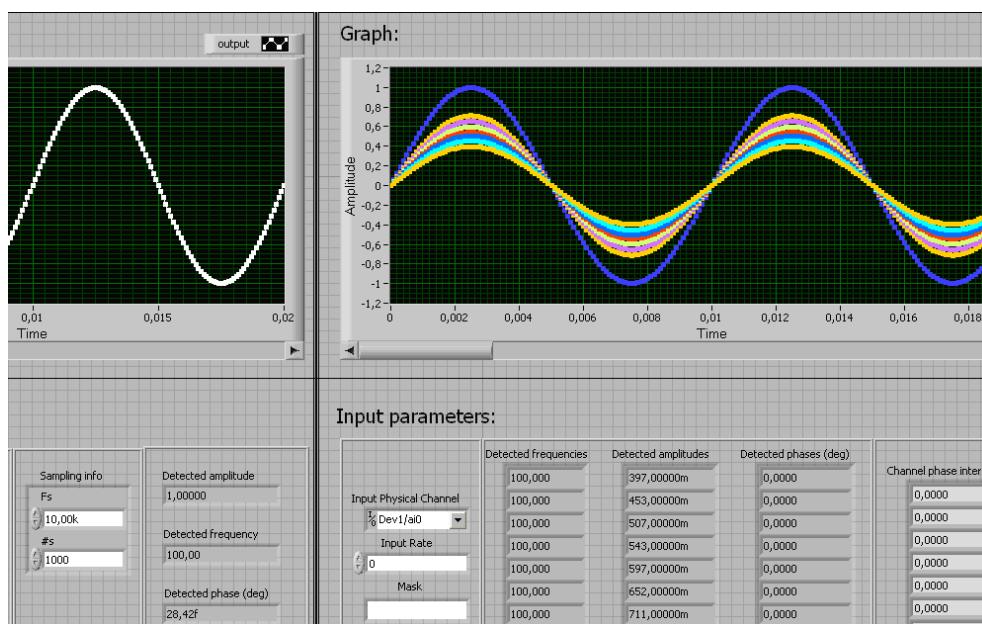 output
0,01 0,015 0,02
Time
Graph:
1,2
1
0,8
0,6
0,4
0,2
0
-0,2
-0,4
-0,6
-0,8
-1
-1,2
Amplitude
0 0,002 0,004 0,006 0,008 0,01 0,012 0,014 0,016 0,018
Time
Sampling info
Fs
10,00k
#s
1000
Detected amplitude
1,00000
Detected frequency
100,00
Detected phase (deg)
28,42f
Input parameters:
Input Physical Channel
Dev1/ai0
Input Rate
0
Mask
Detected frequencies
100,000
100,000
100,000
100,000
100,000
100,000
100,000
Detected amplitudes
397,00000m
453,00000m
507,00000m
543,00000m
597,00000m
652,00000m
711,00000m
Detected phases (deg)
0,0000
0,0000
0,0000
0,0000
0,0000
0,0000
0,0000
Channel phase inter
0,0000
0,0000
0,0000
0,0000
0,0000
0,0000